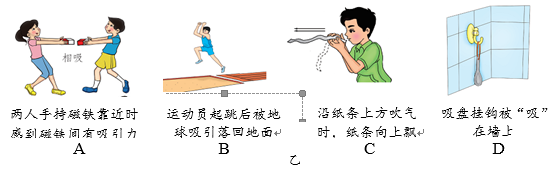 相吸
两人手持磁铁靠近时
感到磁铁间有吸引力
A
运动员起跳后被地
球吸引落回地面↵
B
沿纸条上方吹气
时，纸条向上飘↵
C
吸盘挂钩被“吸”
在墙上
D
乙